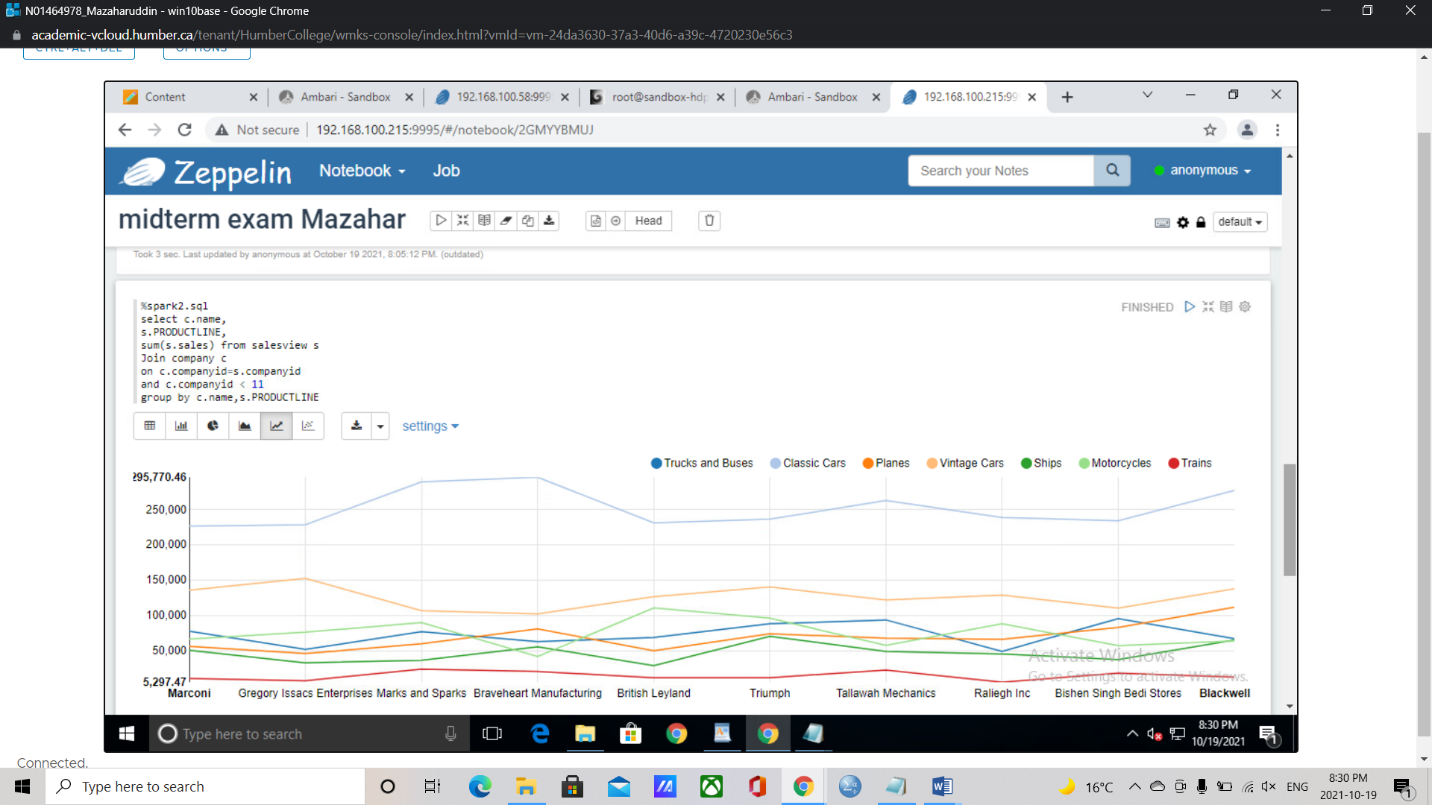 N01464978_Mazaharuddin - win10base - Google Chrome
academic-vcloud.humber.ca/tenant/HumberCollege/wmks-console/index.html?vmId=vm-24da3630-37a3-40d6-a39c-4720230e56c3
CTRL+ALT+DEL OPTIONS
Content Ambari - Sandbox 192.168.100.58:999 root@sandbox-hdp Ambari - Sandbox 192.168.100.215:99
Not secure 192.168.100.215:9995/#/notebook/2GMYYBMUJ
Zeppelin Notebook Job Search your Notes anonymous
midterm exam Mazahar Head default
Took 3 sec. Last updated by anonymous at October 19 2021, 8:05:12 PM. (outdated)
%spark2.sql FINISHED
select c.name,
s.PRODUCTLINE,
sum(s.sales) from salesview s
Join company c
on c.companyid=s.companyid
and c.companyid < 11
group by c.name,s.PRODUCTLINE
settings
Trucks and Buses Classic Cars Planes Vintage Cars Ships Motorcycles Trains
295,770.46
250,000
200,000
150,000
100,000
50,000
5,297.47
Activate Windows
Go to Settings to activate Windows.
Marconi Gregory Issacs Enterprises Marks and Sparks Braveheart Manufacturing British Leyland Triumph Tallawah Mechanics Raliegh Inc Bishen Singh Bedi Stores Blackwell
Type here to search 8:30 PM
10/19/2021 1
Connected.
Type here to search 16°C ENG 8:30 PM
2021-10-19 1